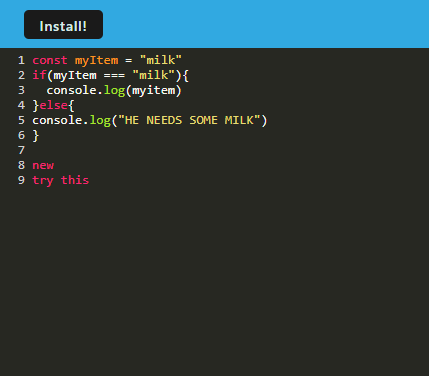 Install!
1 const myItem = "milk"
2 if(myItem === "milk"){
3   console.log(myitem)
4 }else{
5 console.log("HE NEEDS SOME MILK")
6 }
7
8 new
9 try this